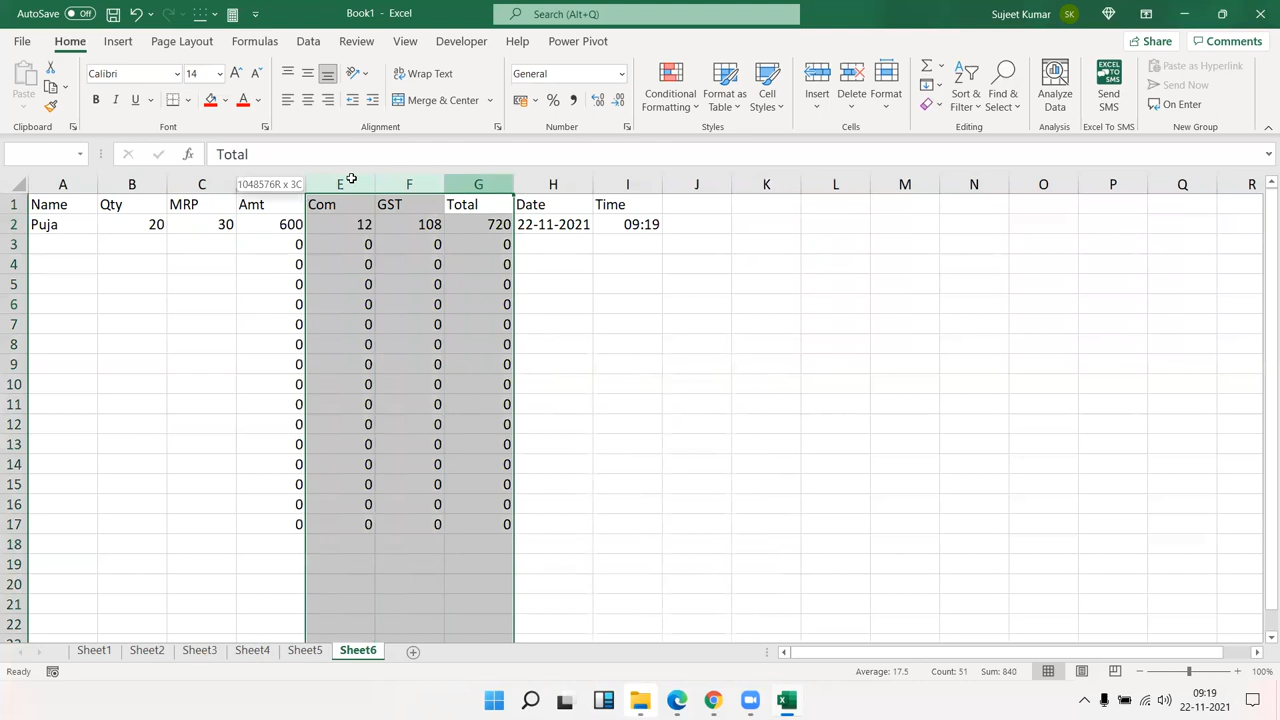 AutoSave Off Book1 - Excel Search (Alt+Q) Sujeet Kumar SK
File Home Insert Page Layout Formulas Data Review View Developer Help Power Pivot Share Comments
Paste Calibri 14 Wrap Text General Conditional Formatting Format as Table Cell Styles Insert Delete Format Sort & Filter Find & Select Analyze Data Send SMS Paste as Hyperlink
B I U Merge & Center Send Now
On Enter
Clipboard Font Alignment Number Styles Cells Editing Analysis Excel To SMS New Group
Total
A B C 1048576R x 3C E F G H I J K L M N O P Q R
1 Name Qty MRP Amt Com GST Total Date Time
2 Puja 20 30 600 12 108 720 22-11-2021 09:19
3 0 0 0 0
4 0 0 0 0
5 0 0 0 0
6 0 0 0 0
7 0 0 0 0
8 0 0 0 0
9 0 0 0 0
10 0 0 0 0
11 0 0 0 0
12 0 0 0 0
13 0 0 0 0
14 0 0 0 0
15 0 0 0 0
16 0 0 0 0
17 0 0 0 0
18
19
20
21
22
Sheet1 Sheet2 Sheet3 Sheet4 Sheet5 Sheet6
Ready Average: 17.5 Count: 51 Sum: 840 100%
09:19
22-11-2021